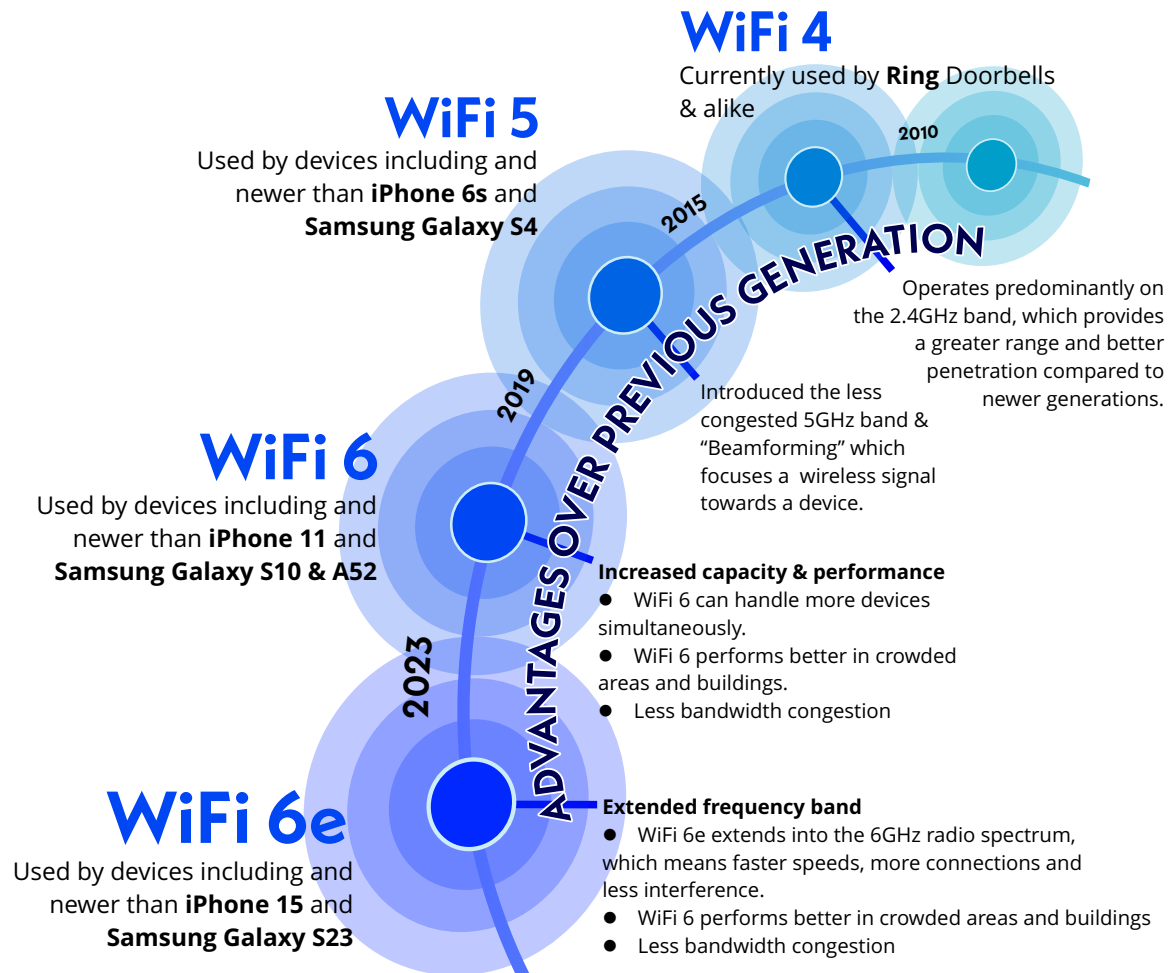 WiFi 4
Currently used by Ring Doorbells
& alike
2010
WiFi 5
Used by devices including and
newer than iPhone 6s and
Samsung Galaxy S4
2015
ADVANTAGES OVER PREVIOUS GENERATION
Operates predominantly on
the 2.4GHz band, which provides
a greater range and better
penetration compared to
newer generations.
Introduced the less
congested 5GHz band &
“Beamforming” which
focuses a wireless signal
towards a device.
2019
WiFi 6
Used by devices including and
newer than iPhone 11 and
Samsung Galaxy S10 & A52
Increased capacity & performance
● WiFi 6 can handle more devices
simultaneously.
● WiFi 6 performs better in crowded
areas and buildings.
● Less bandwidth congestion
2023
WiFi 6e
Used by devices including and
newer than iPhone 15 and
Samsung Galaxy S23
Extended frequency band
● WiFi 6e extends into the 6GHz radio spectrum,
which means faster speeds, more connections and
less interference.
● WiFi 6 performs better in crowded areas and buildings
● Less bandwidth congestion